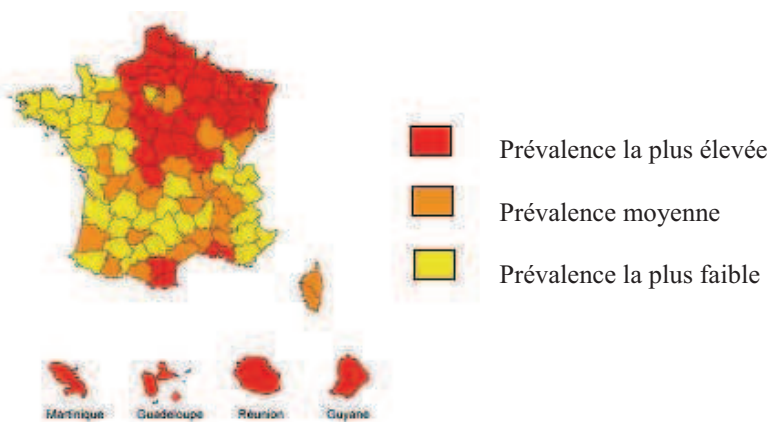 Prévalence la plus élevée
Prévalence moyenne
Prévalence la plus faible
Martinique
Guadeloupe
Réunion
Guyane